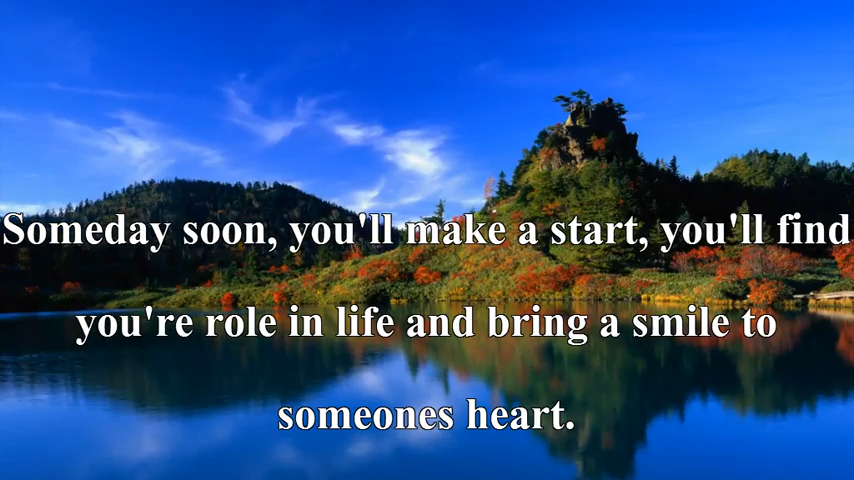 Someday soon, you'll make a start, you'll find
you're role in life and bring a smile to
someones heart.